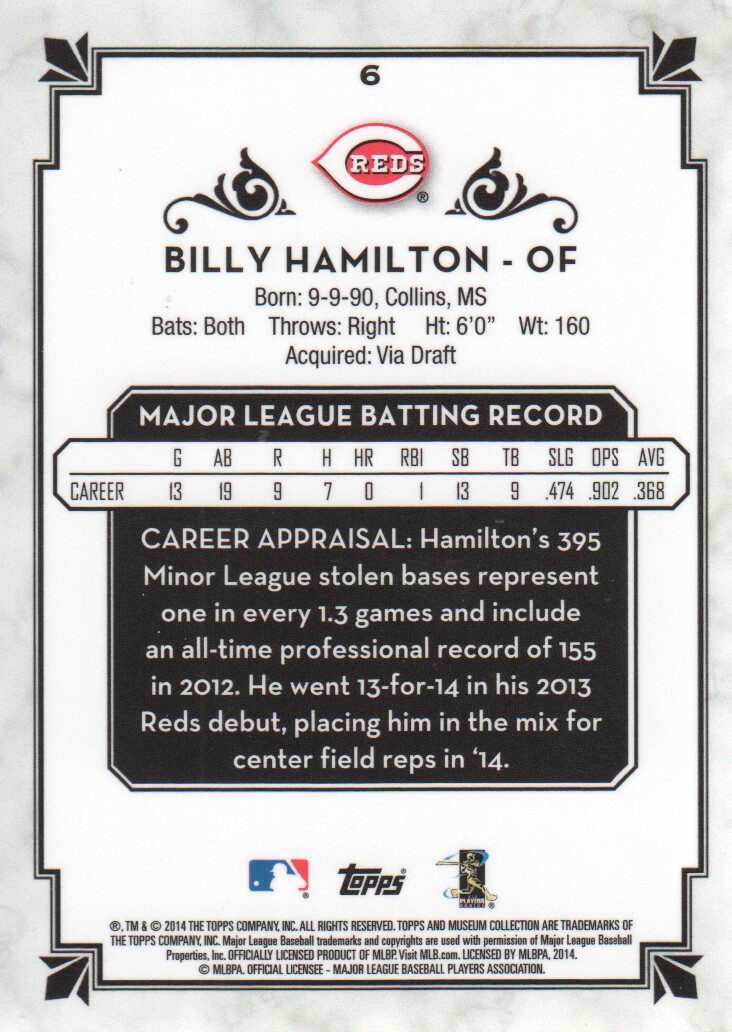 6
REDS®
BILLY HAMILTON - OF
Born: 9-9-90, Collins, MS
Bats: Both Throws: Right Ht: 6'0" Wt: 160
Acquired: Via Draft
MAJOR LEAGUE BATTING RECORD
G AB R H HR RBI SB TB SLG OPS AVG
CAREER 13 19 9 7 0 1 13 9 .474 .902 .368
CAREER APPRAISAL: Hamilton's 395
Minor League stolen bases represent
one in every 1.3 games and include
an all-time professional record of 155
in 2012. He went 13-for-14 in his 2013
Reds debut, placing him in the mix for
center field reps in '14.
topps®
PLAYERS
CHOICE
®, TM & © 2014 THE TOPPS COMPANY, INC. ALL RIGHTS RESERVED. TOPPS AND MUSEUM COLLECTION ARE TRADEMARKS OF
THE TOPPS COMPANY, INC. Major League Baseball trademarks and copyrights are used with permission of Major League Baseball
Properties, Inc. OFFICIALLY LICENSED PRODUCT OF MLBP. Visit MLB.com. LICENSED BY MLBPA, 2014.
© MLBPA. OFFICIAL LICENSEE - MAJOR LEAGUE BASEBALL PLAYERS ASSOCIATION.